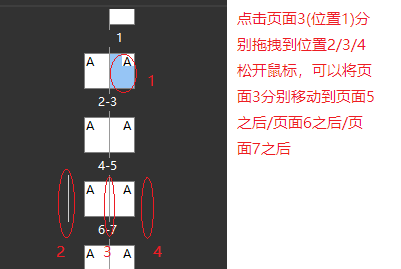 1
A A
1
2-3
A A
4-5
A A
6-7
2 3 4
A A
点击页面3(位置1)分
别拖拽到位置2/3/4
松开鼠标，可以将页
面3分别移动到页面5
之后/页面6之后/页
面7之后